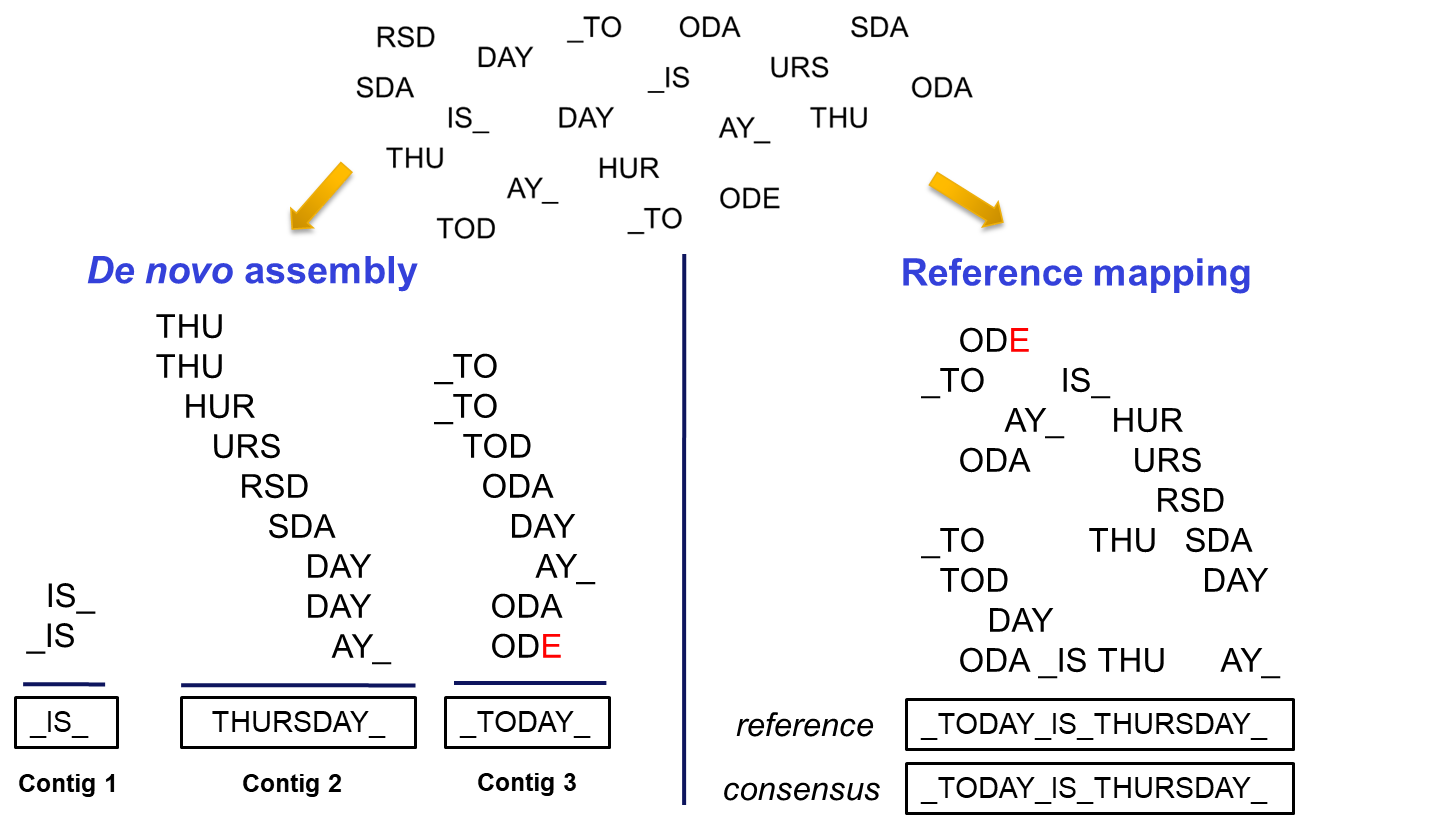 RSD DAY _TO ODA SDA
SDA _IS URS ODA
IS_ DAY AY_ THU
THU AY_ HUR ODE
TOD _TO
De novo assembly
THU
THU _TO
HUR _TO
URS TOD
RSD ODA
SDA DAY
DAY AY_
IS_ DAY ODA
_IS AY_ ODE
_IS_ THURSDAY_ _TODAY_
Contig 1 Contig 2 Contig 3
Reference mapping
ODE
_TO IS_
AY_ HUR
ODA URS
RSD
_TO THU SDA
TOD DAY
DAY
ODA _IS THU AY_
reference _TODAY_IS_THURSDAY_
consensus _TODAY_IS_THURSDAY_